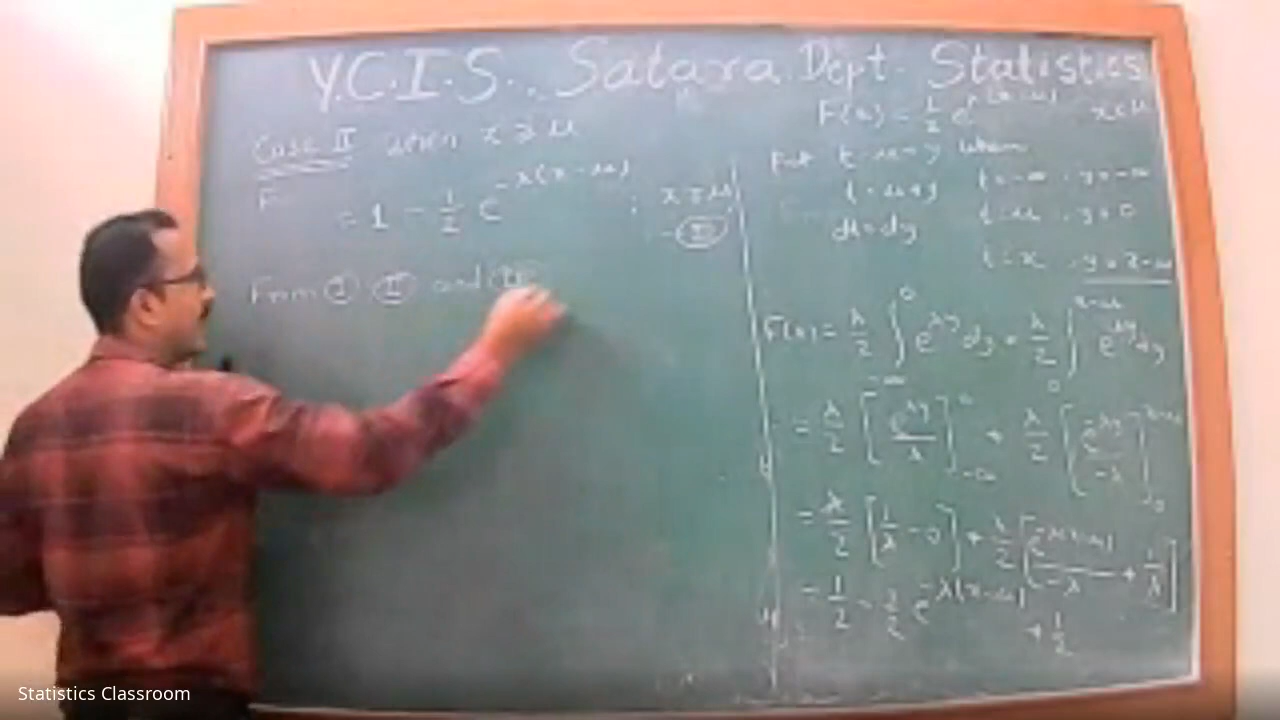 Y.C.I.S., Satara. Dept. Statistics
Case II when x ≥ μ
F
= 1 - 1/2 e^{-λ(x-μ)} ; x ≥ μ
From I II and
F(x) = 1/2 e^{λ(x-μ)} x<μ
Put t-μ=y when
t=μ+y t=-∞, y=-∞
dt=dy t=μ, y=0
t=x, y=x-μ
F(x) = λ/2 ∫_{-∞}^{0} e^{λy} dy + λ/2 ∫_{0}^{x-μ} e^{-λy} dy
= λ/2 [e^{λy}/λ]_{-∞}^{0} + λ/2 [e^{-λy}/-λ]_{0}^{x-μ}
= λ/2 [1/λ - 0] + λ/2 [e^{-λ(x-μ)}/-λ + 1/λ]
= 1/2 - 1/2 e^{-λ(x-μ)} + 1/2
Statistics Classroom